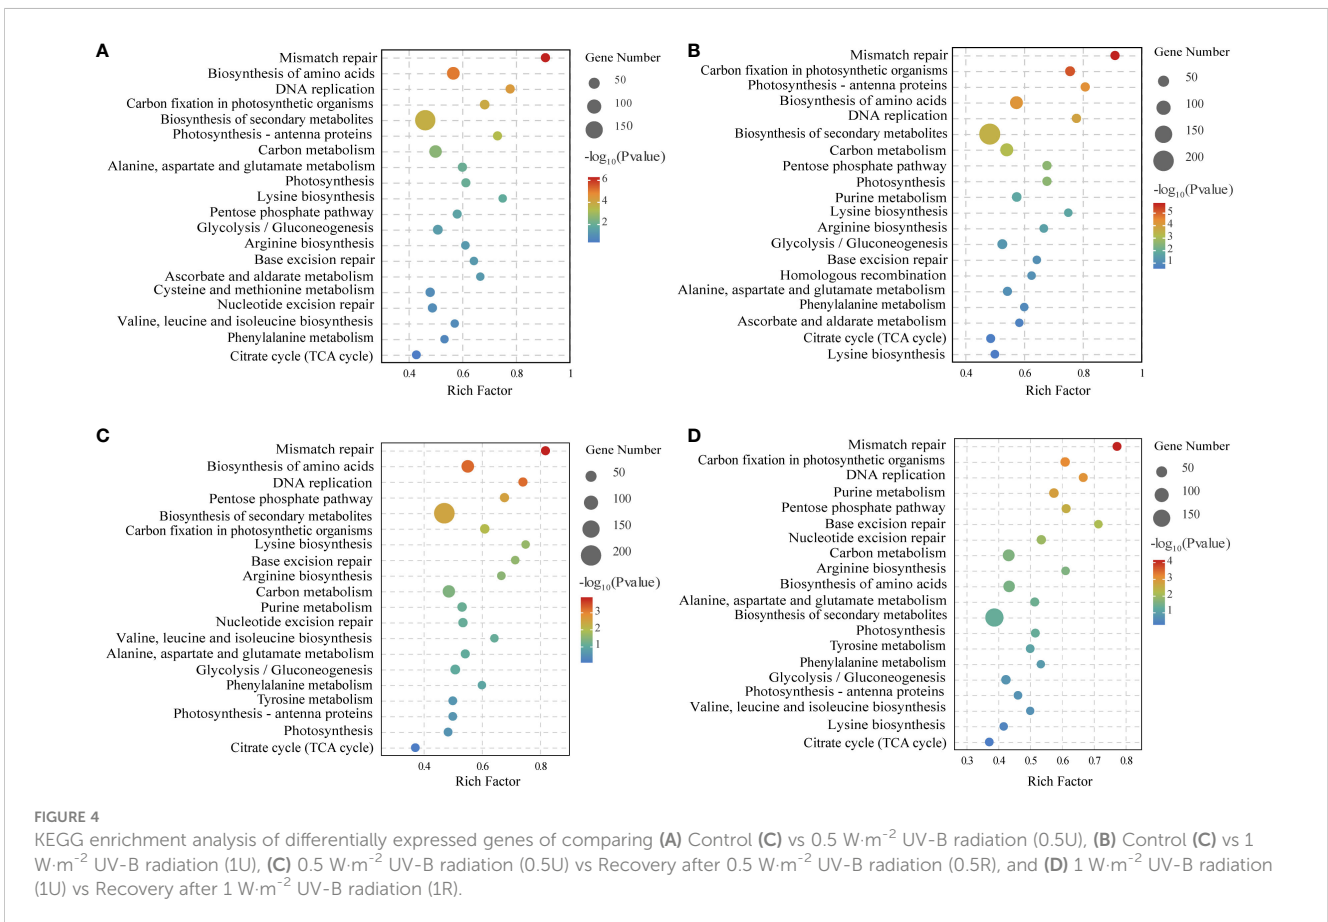 A
Mismatch repair
Biosynthesis of amino acids
DNA replication
Carbon fixation in photosynthetic organisms
Biosynthesis of secondary metabolites
Photosynthesis - antenna proteins
Carbon metabolism
Alanine, aspartate and glutamate metabolism
Photosynthesis
Lysine biosynthesis
Pentose phosphate pathway
Glycolysis / Gluconeogenesis
Arginine biosynthesis
Base excision repair
Ascorbate and aldarate metabolism
Cysteine and methionine metabolism
Nucleotide excision repair
Valine, leucine and isoleucine biosynthesis
Phenylalanine metabolism
Citrate cycle (TCA cycle)
0.4 0.6 0.8 1
Rich Factor
Gene Number
50
100
150
-log10(Pvalue)
6
4
2
B
Mismatch repair
Carbon fixation in photosynthetic organisms
Photosynthesis - antenna proteins
Biosynthesis of amino acids
DNA replication
Biosynthesis of secondary metabolites
Carbon metabolism
Pentose phosphate pathway
Photosynthesis
Purine metabolism
Lysine biosynthesis
Arginine biosynthesis
Glycolysis / Gluconeogenesis
Base excision repair
Homologous recombination
Alanine, aspartate and glutamate metabolism
Phenylalanine metabolism
Ascorbate and aldarate metabolism
Citrate cycle (TCA cycle)
Lysine biosynthesis
0.4 0.6 0.8 1
Rich Factor
Gene Number
50
100
150
200
-log10(Pvalue)
5
4
3
2
1
C
Mismatch repair
Biosynthesis of amino acids
DNA replication
Pentose phosphate pathway
Biosynthesis of secondary metabolites
Carbon fixation in photosynthetic organisms
Lysine biosynthesis
Base excision repair
Arginine biosynthesis
Carbon metabolism
Purine metabolism
Nucleotide excision repair
Valine, leucine and isoleucine biosynthesis
Alanine, aspartate and glutamate metabolism
Glycolysis / Gluconeogenesis
Phenylalanine metabolism
Tyrosine metabolism
Photosynthesis - antenna proteins
Photosynthesis
Citrate cycle (TCA cycle)
0.4 0.6 0.8
Rich Factor
Gene Number
50
100
150
200
-log10(Pvalue)
3
2
1
D
Mismatch repair
Carbon fixation in photosynthetic organisms
DNA replication
Purine metabolism
Pentose phosphate pathway
Base excision repair
Nucleotide excision repair
Carbon metabolism
Arginine biosynthesis
Biosynthesis of amino acids
Alanine, aspartate and glutamate metabolism
Biosynthesis of secondary metabolites
Photosynthesis
Tyrosine metabolism
Phenylalanine metabolism
Glycolysis / Gluconeogenesis
Photosynthesis - antenna proteins
Valine, leucine and isoleucine biosynthesis
Lysine biosynthesis
Citrate cycle (TCA cycle)
0.3 0.4 0.5 0.6 0.7 0.8
Rich Factor
Gene Number
50
100
150
-log10(Pvalue)
4
3
2
1
FIGURE 4
KEGG enrichment analysis of differentially expressed genes of comparing (A) Control (C) vs 0.5 W·m-2 UV-B radiation (0.5U), (B) Control (C) vs 1
W·m-2 UV-B radiation (1U), (C) 0.5 W·m-2 UV-B radiation (0.5U) vs Recovery after 0.5 W·m-2 UV-B radiation (0.5R), and (D) 1 W·m-2 UV-B radiation
(1U) vs Recovery after 1 W·m-2 UV-B radiation (1R).